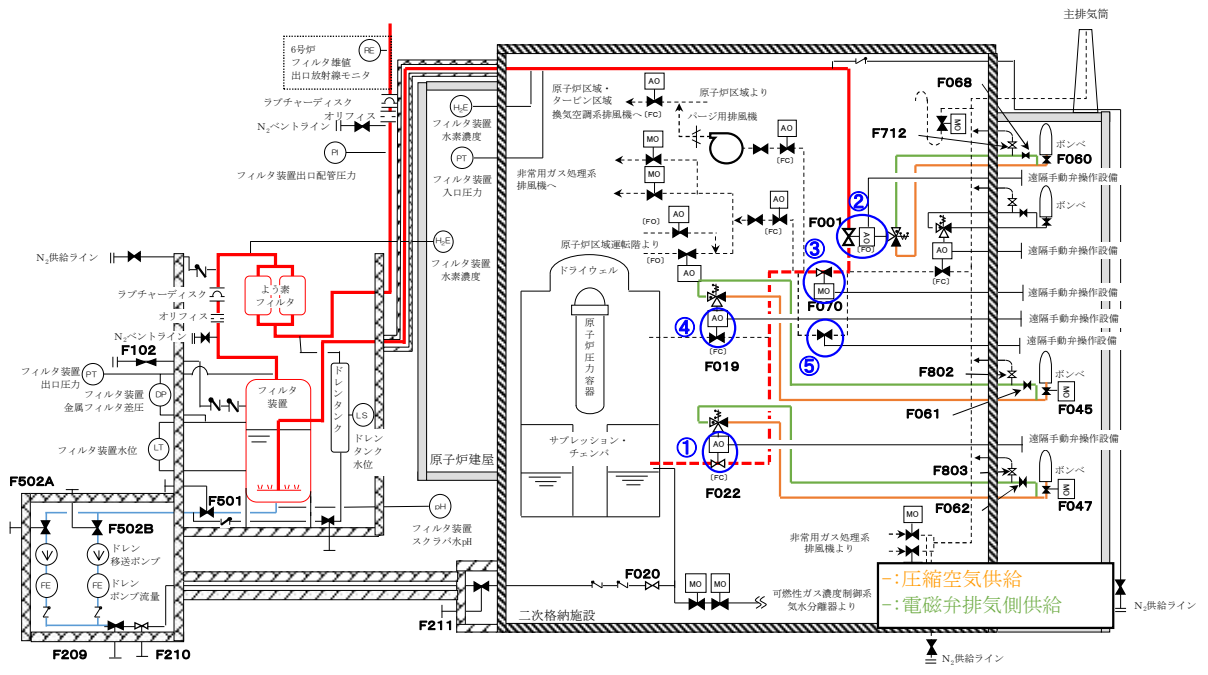 主排気筒
6号炉
フィルタ雄値
出口放射線モニタ
RE
ラプチャーディスク
オリフィス
N₂ベントライン
PI
フィルタ装置出口配管圧力
H₂E
フィルタ装置
水素濃度
PT
フィルタ装置
入口圧力
H₂E
フィルタ装置
水素濃度
原子炉区域・
タービン区域
換気空調系排風機へ
AO
(FC)
原子炉区域より
パージ用排風機
AO
(FC)
MO
MO
非常用ガス処理系
排風機へ
AO
(FO)
AO
(FC)
原子炉区域運転階より
(FO)
AO
F001
②
AO
(FO)
③
MO
F070
④
AO
(FC)
F019
⑤
①
AO
(FC)
F022
F068
MO
F712
ボンベ
F060
遠隔手動弁操作設備
ボンベ
AO
(FC)
遠隔手動弁操作設備
遠隔手動弁操作設備
遠隔手動弁操作設備
遠隔手動弁操作設備
F802
ボンベ
MO
F045
F061
遠隔手動弁操作設備
F803
ボンベ
MO
F047
F062
ドライウェル
原子炉圧力容器
サプレッション・
チェンバ
N₂供給ライン
ラプチャーディスク
オリフィス
N₂ベントライン
よう素
フィルタ
F102
フィルタ装置
出口圧力
PT
フィルタ装置
金属フィルタ差圧
DP
フィルタ装置水位
LT
フィルタ
装置
ドレンタンク
LS
ドレン
タンク
水位
原子炉建屋
pH
フィルタ装置
スクラバ水pH
F501
F502A
F502B
ドレン
移送ポンプ
FE
FE
ドレン
ポンプ流量
F209
F210
F211
F020
MO
MO
可燃性ガス濃度制御系
気水分離器より
二次格納施設
MO
非常用ガス処理系
排風機より
-:圧縮空気供給
-:電磁弁排気側供給
N₂供給ライン
N₂供給ライン